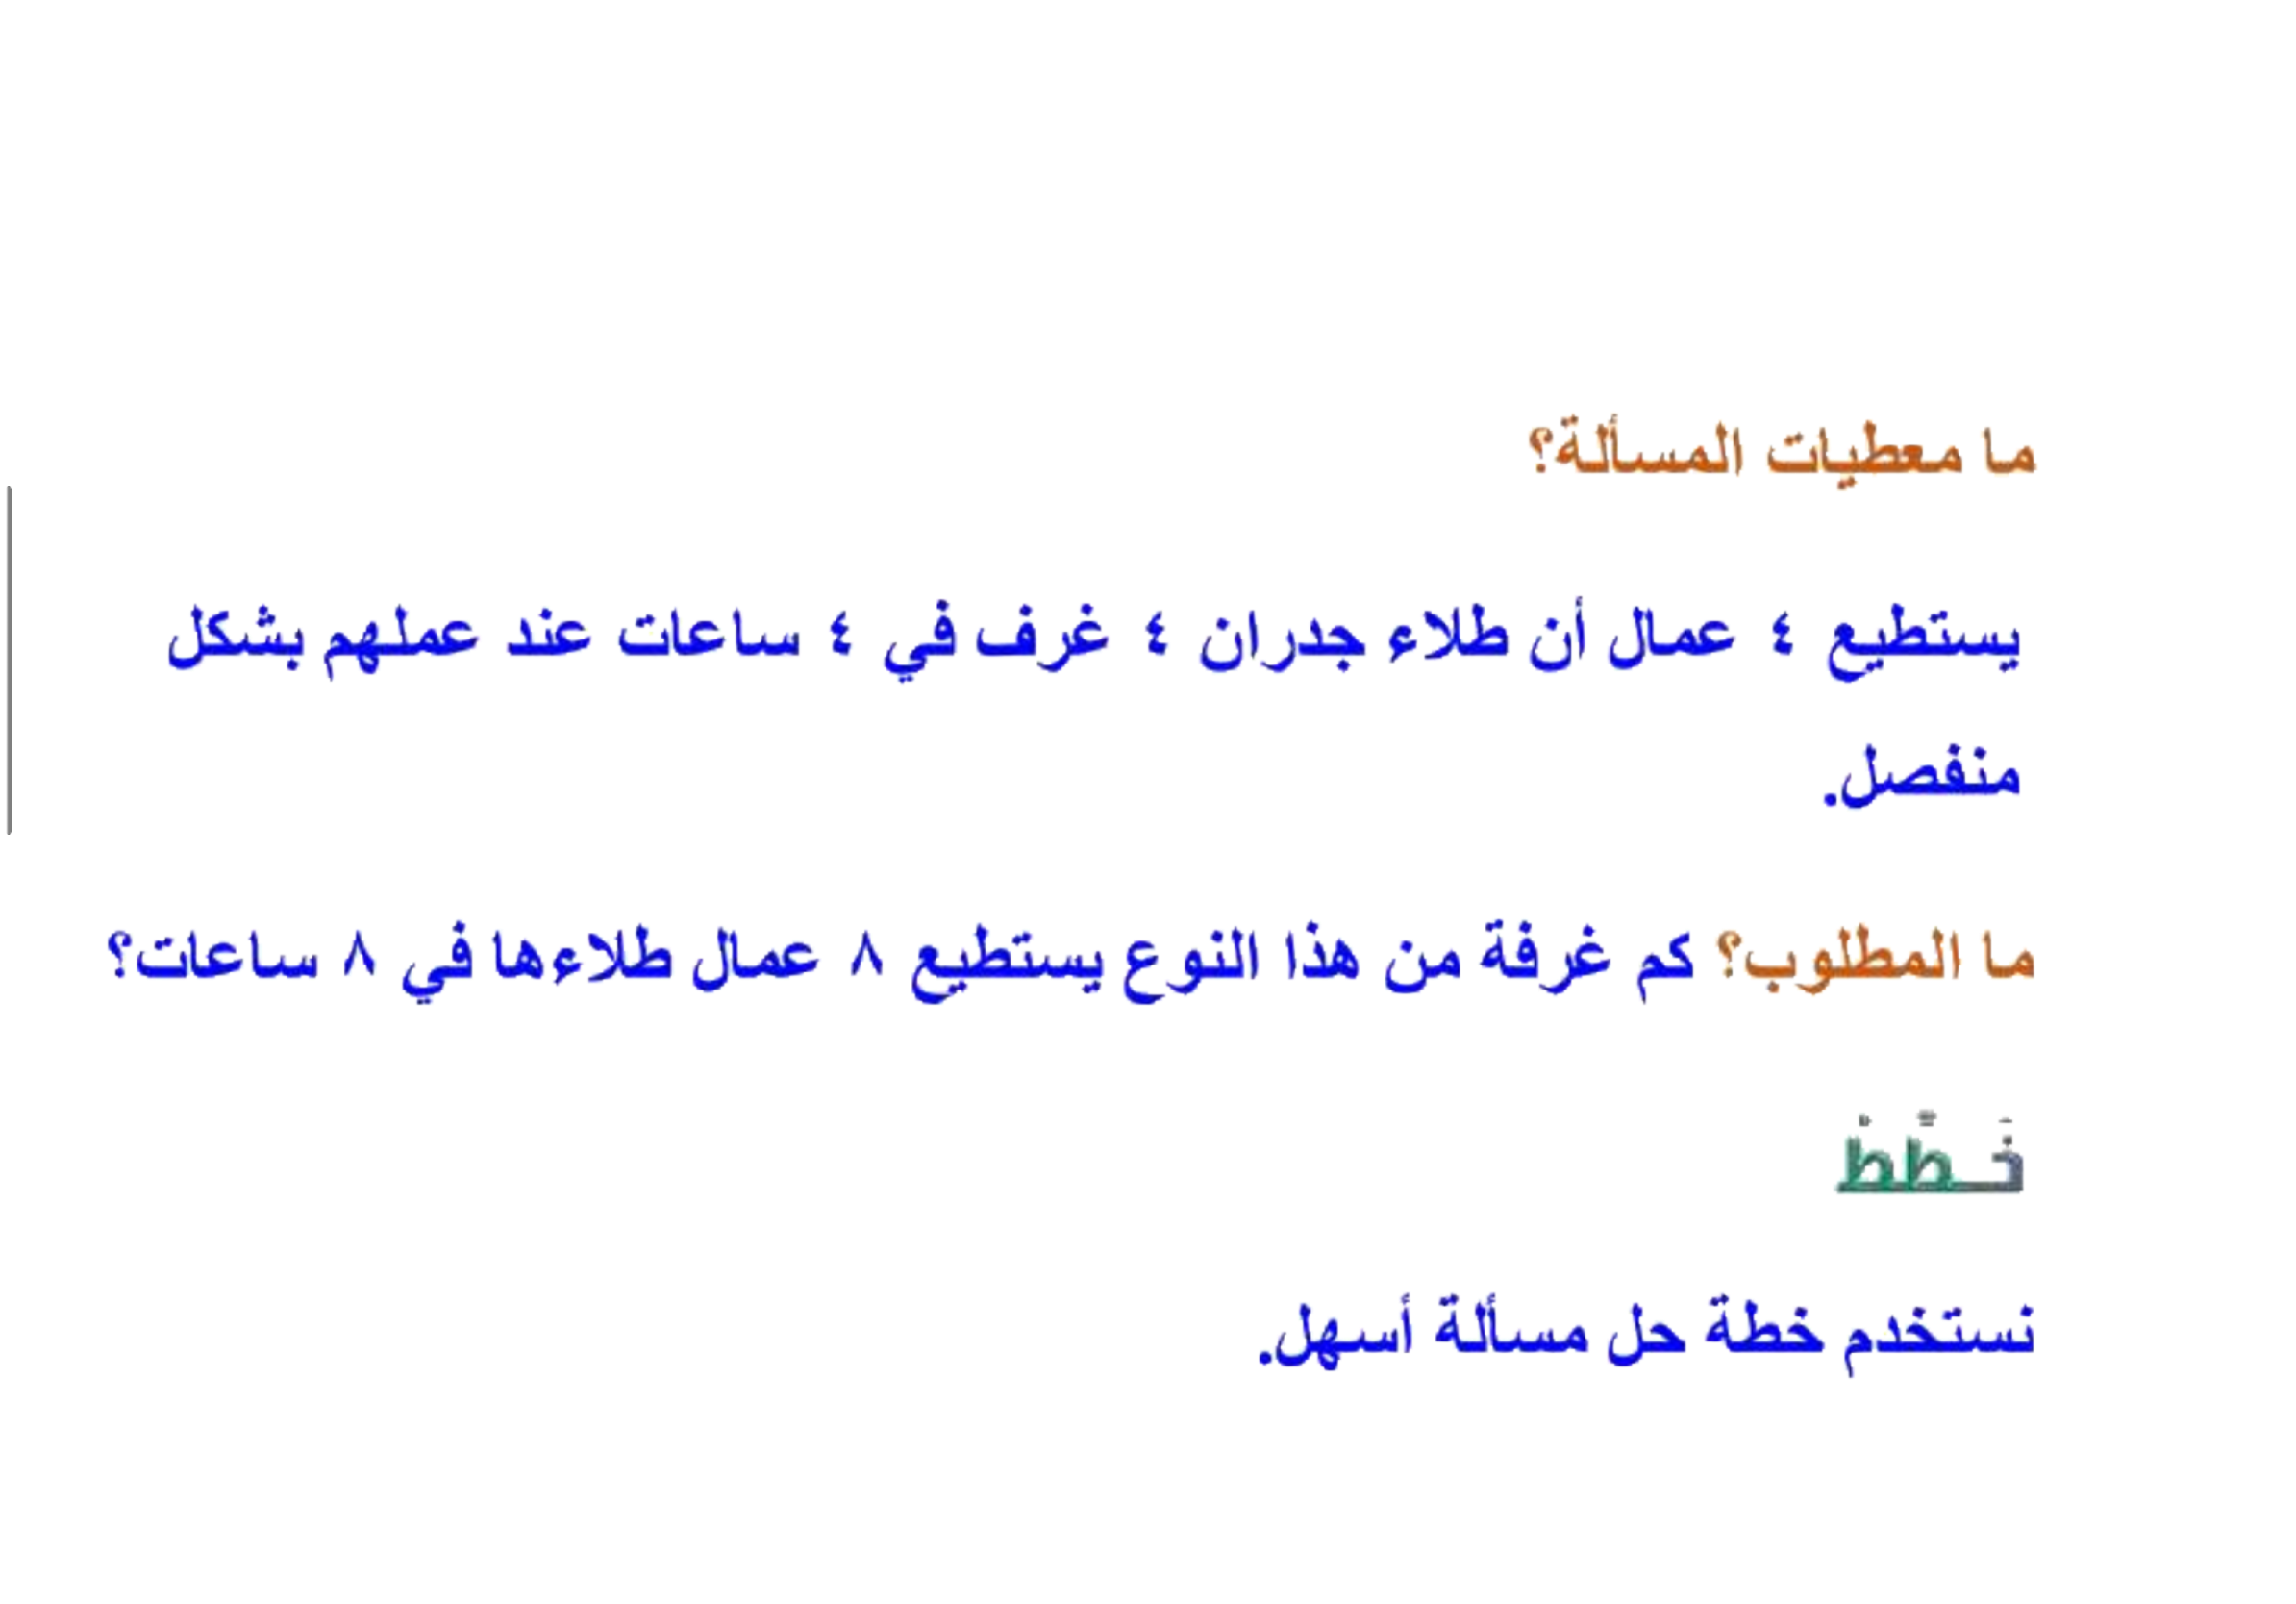 ما معطيات المسألة؟
يستطيع ٤ عمال أن طلاء جدران ٤ غرف في ٤ ساعات عند عملهم بشكل
منفصل.
ما المطلوب؟ كم غرفة من هذا النوع يستطيع ٨ عمال طلاءها في ٨ ساعات؟
خَـطِّطْ
نستخدم خطة حل مسألة أسهل.